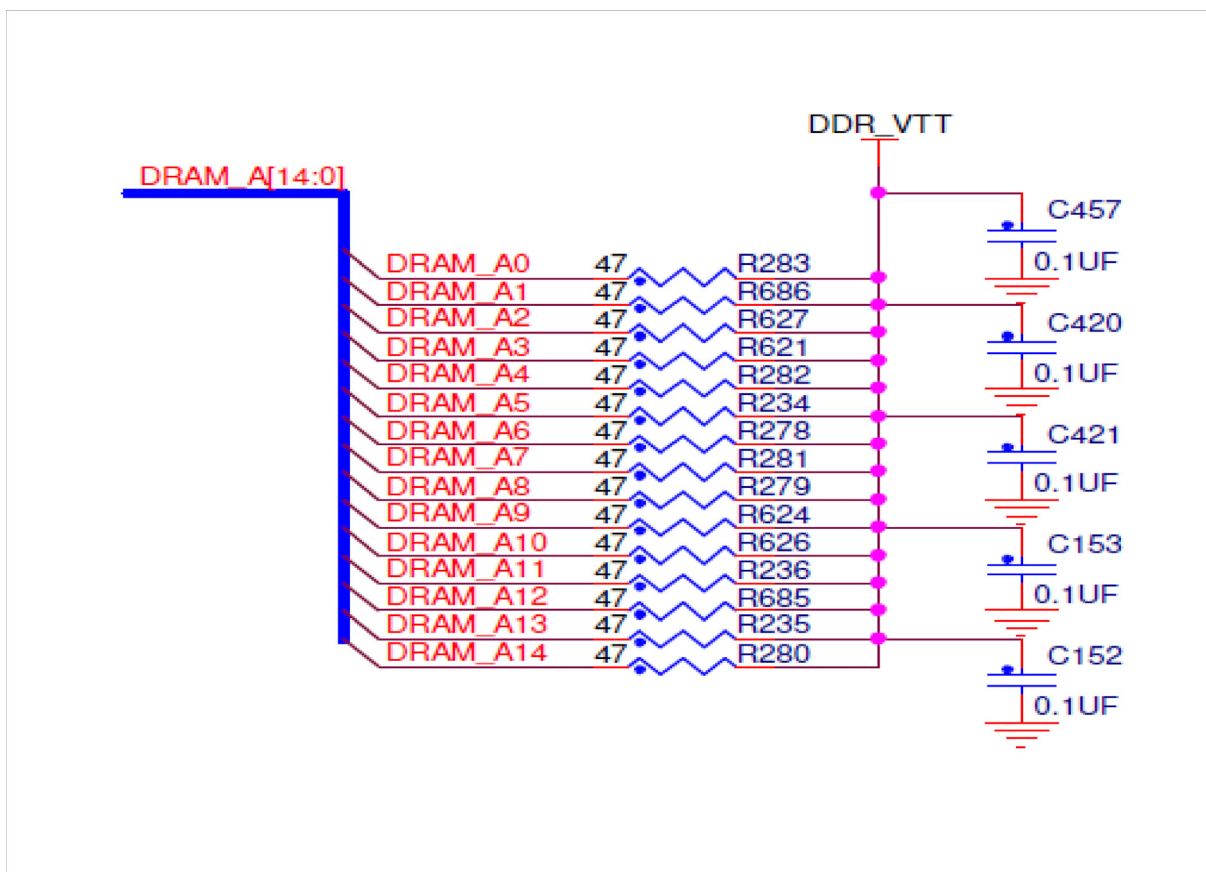 DDR_VTT
DRAM_A[14:0]
C457
DRAM_A0 47 R283
0.1UF
DRAM_A1 47 R686
DRAM_A2 47 R627
C420
DRAM_A3 47 R621
DRAM_A4 47 R282
0.1UF
DRAM_A5 47 R234
DRAM_A6 47 R278
C421
DRAM_A7 47 R281
DRAM_A8 47 R279
0.1UF
DRAM_A9 47 R624
DRAM_A10 47 R626
C153
DRAM_A11 47 R236
DRAM_A12 47 R685
0.1UF
DRAM_A13 47 R235
DRAM_A14 47 R280
C152
0.1UF